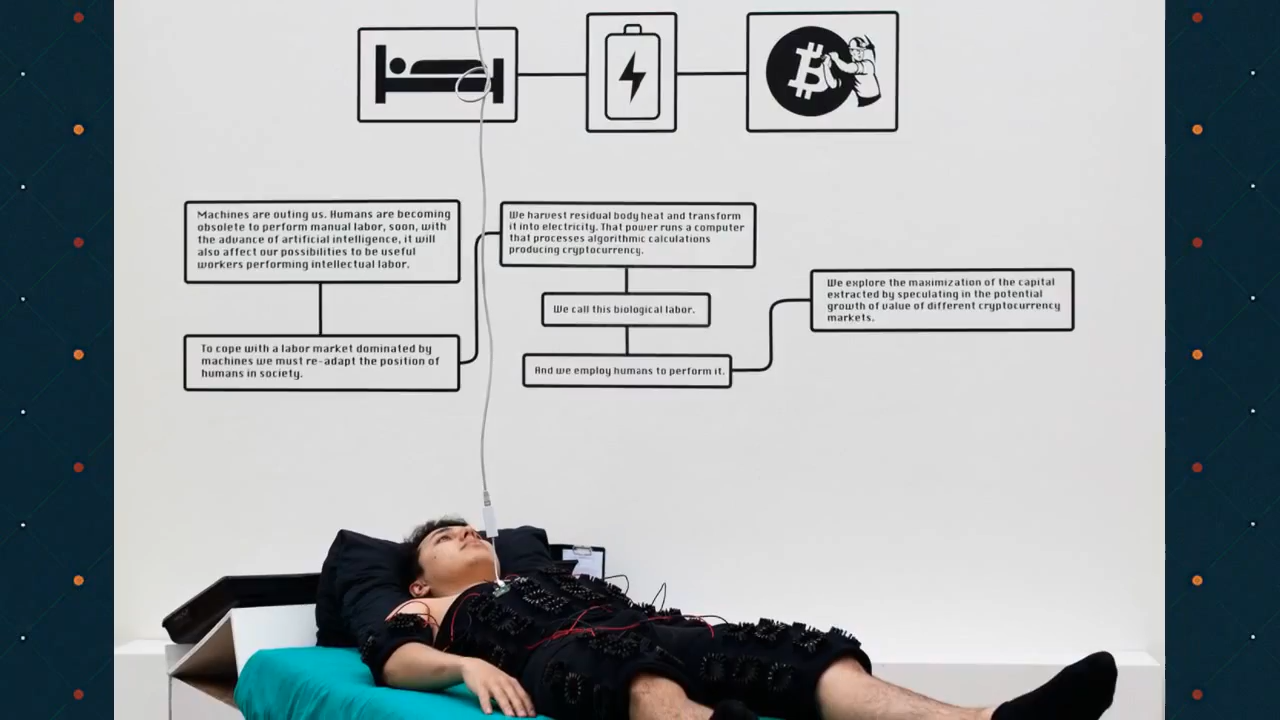 Machines are outing us. Humans are becoming
obsolete to perform manual labor, soon, with
the advance of artificial intelligence, it will
also affect our possibilities to be useful
workers performing intellectual labor.
To cope with a labor market dominated by
machines we must re-adapt the position of
humans in society.
We harvest residual body heat and transform
it into electricity. That power runs a computer
that processes algorithmic calculations
producing cryptocurrency.
We call this biological labor.
And we employ humans to perform it.
We explore the maximization of the capital
extracted by speculating in the potential
growth of value of different cryptocurrency
markets.